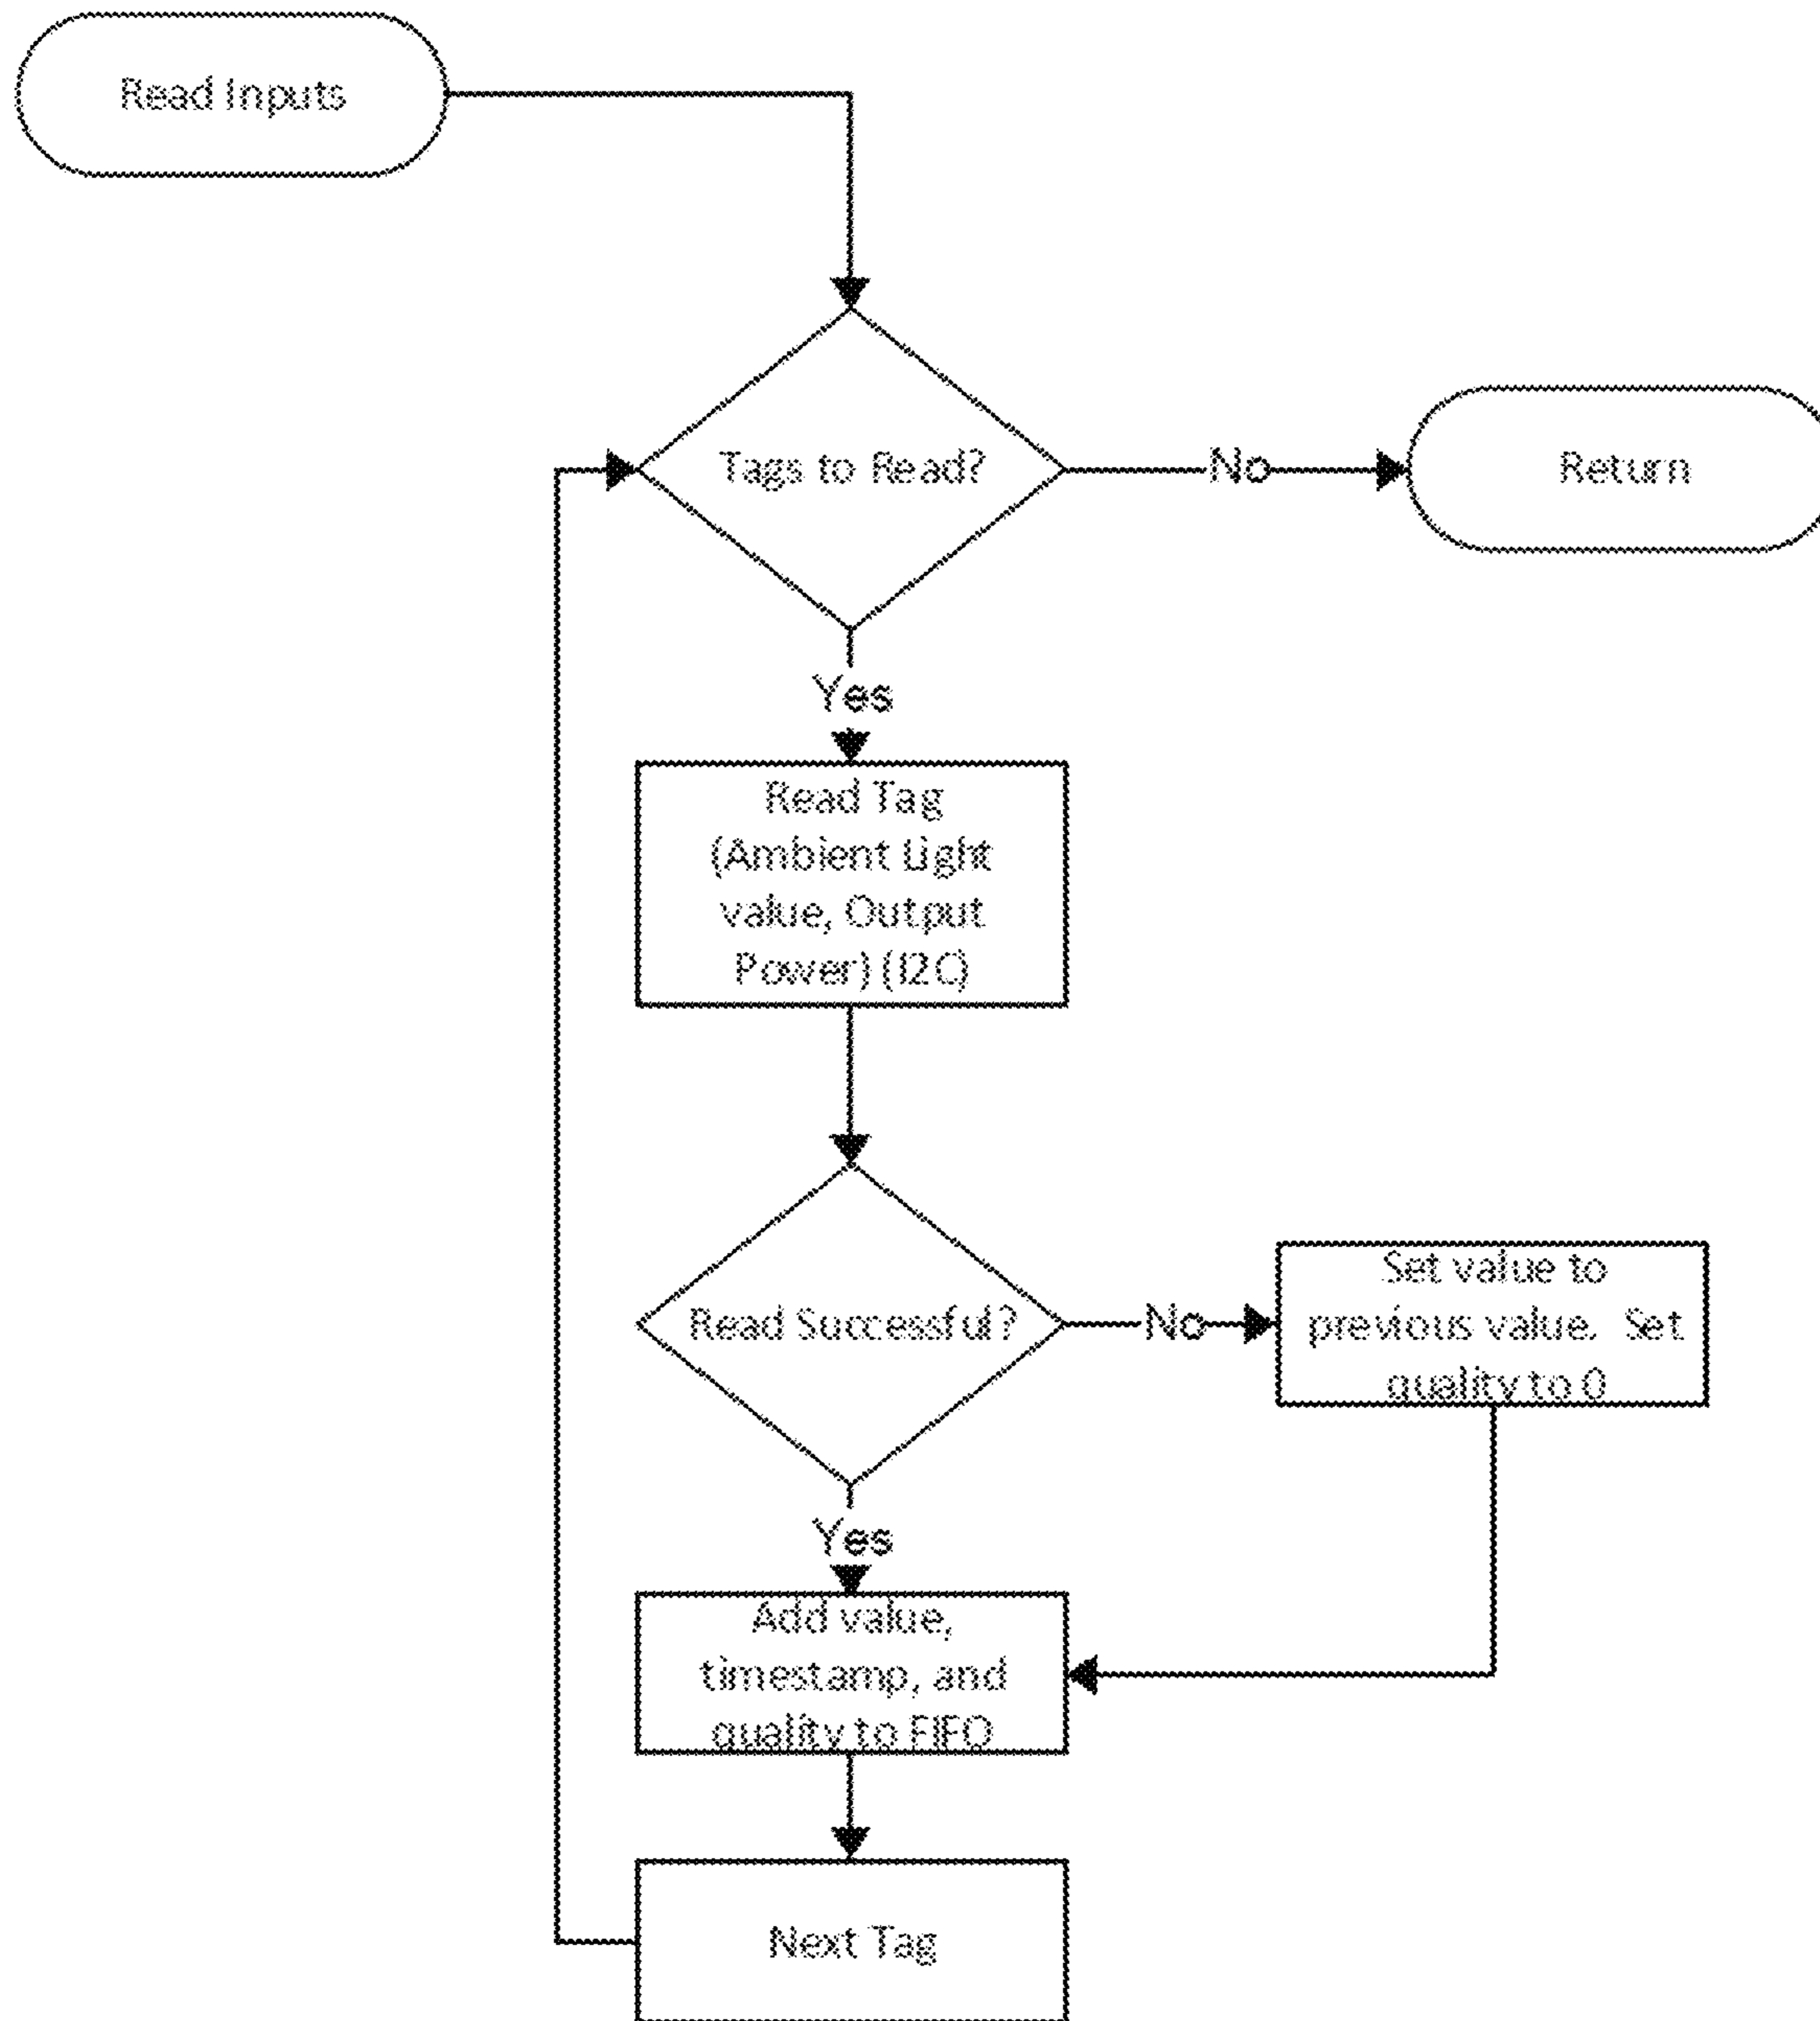 Read Inputs
Tags to Read?
No
Return
Yes
Read Tag
(Ambient Light
value, Output
Power) (I2C)
Read Successful?
No
Set value to
previous value.  Set
quality to 0
Yes
Add value,
timestamp, and
quality to FIFO
Next Tag